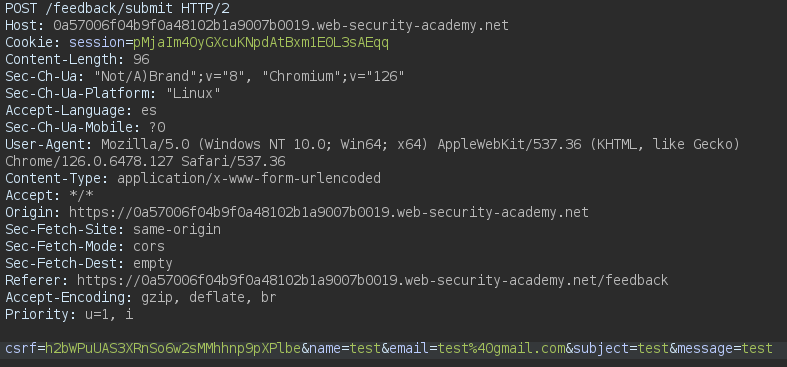 POST /feedback/submit HTTP/2
Host: 0a57006f04b9f0a48102b1a9007b0019.web-security-academy.net
Cookie: session=pMjaIm4OyGXcuKNpdAtBxm1EOL3sAEqq
Content-Length: 96
Sec-Ch-Ua: "Not/A)Brand";v="8", "Chromium";v="126"
Sec-Ch-Ua-Platform: "Linux"
Accept-Language: es
Sec-Ch-Ua-Mobile: ?0
User-Agent: Mozilla/5.0 (Windows NT 10.0; Win64; x64) AppleWebKit/537.36 (KHTML, like Gecko)
Chrome/126.0.6478.127 Safari/537.36
Content-Type: application/x-www-form-urlencoded
Accept: */*
Origin: https://0a57006f04b9f0a48102b1a9007b0019.web-security-academy.net
Sec-Fetch-Site: same-origin
Sec-Fetch-Mode: cors
Sec-Fetch-Dest: empty
Referer: https://0a57006f04b9f0a48102b1a9007b0019.web-security-academy.net/feedback
Accept-Encoding: gzip, deflate, br
Priority: u=1, i
csrf=h2bWPuUAS3XRnSo6w2sMMhhnp9pXPlbe&name=test&email=test%40gmail.com&subject=test&message=test